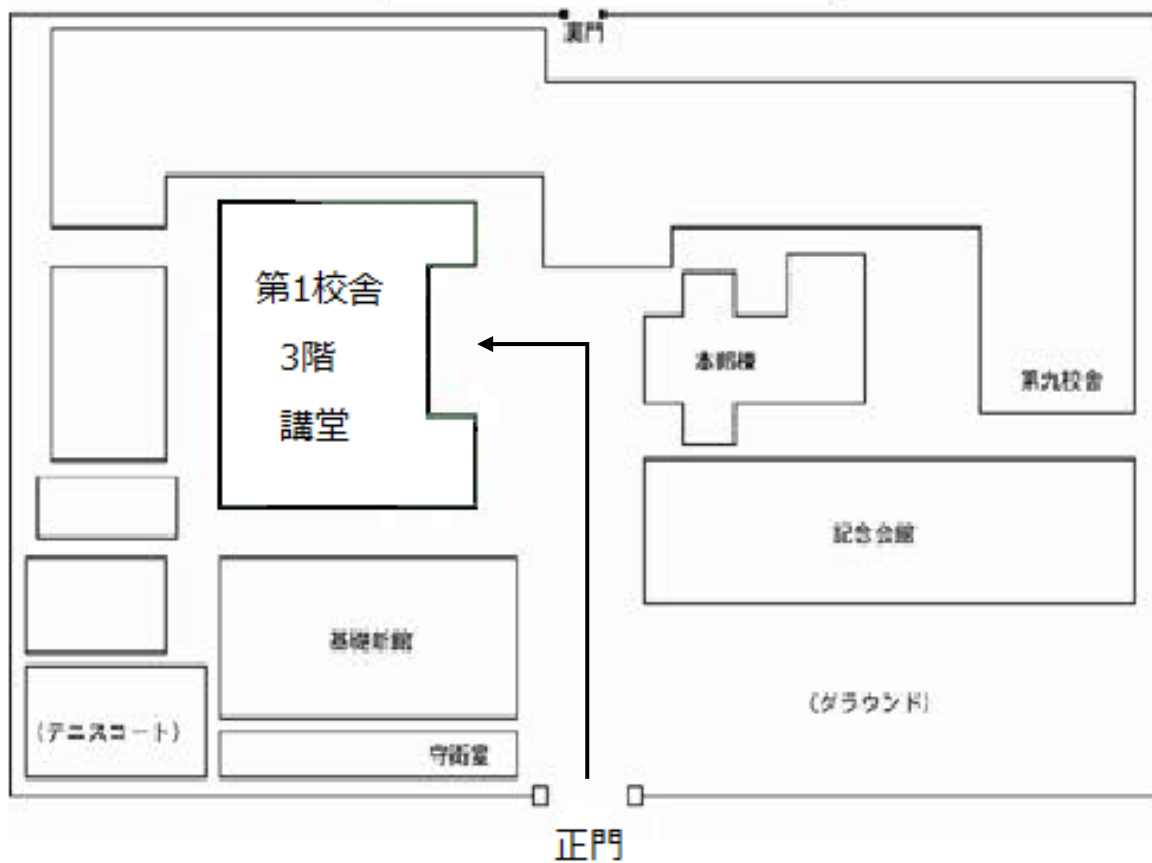 裏門
第1校舎
3階
講堂
本部棟
第九校舎
記念会館
基礎新館
(グラウンド)
(テニスコート)
守衛室
正門